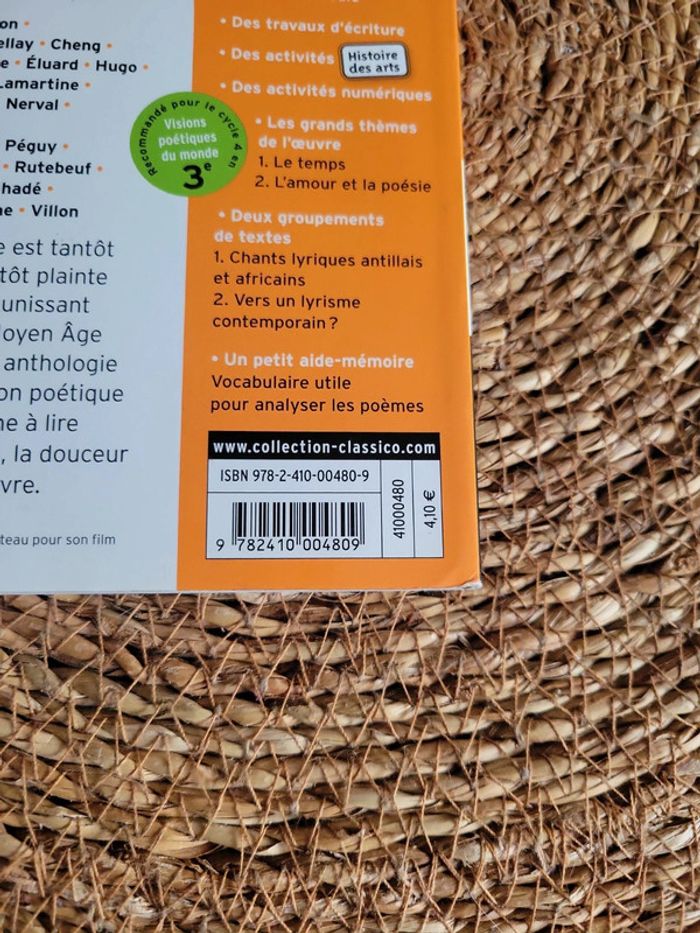 on
ellay • Cheng •
e • Éluard • Hugo •
Lamartine •
Nerval •
Péguy •
• Rutebeuf •
hadé •
ne • Villon
e est tantôt
tôt plainte
unissant
Moyen Âge
anthologie
on poétique
ne à lire
, la douceur
vre.
teau pour son film
Recommandé pour le cycle 4 en
Visions
poétiques
du monde
3e
• Des travaux d'écriture
• Des activités Histoire
des arts
• Des activités numériques
• Les grands thèmes
de l'œuvre
1. Le temps
2. L'amour et la poésie
• Deux groupements
de textes
1. Chants lyriques antillais
et africains
2. Vers un lyrisme
contemporain ?
• Un petit aide-mémoire
Vocabulaire utile
pour analyser les poèmes
www.collection-classico.com
ISBN 978-2-410-00480-9
9 782410 004809
41000480
4,10 €